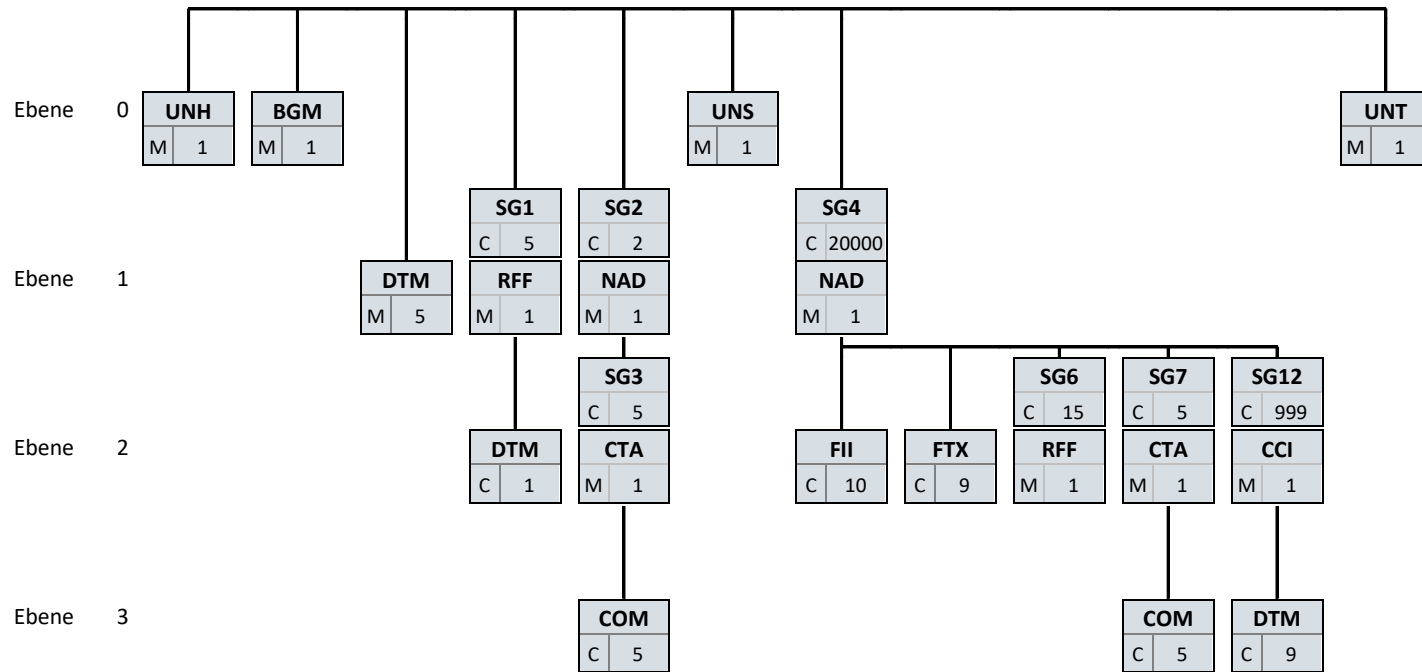 Ebene 0 UNH BGM UNS UNT
M 1 M 1 M 1 M 1
SG1 SG2 SG4
C 5 C 2 C 20000
Ebene 1 DTM RFF NAD NAD
M 5 M 1 M 1 M 1
SG3 SG6 SG7 SG12
C 5 C 15 C 5 C 999
Ebene 2 DTM CTA FII FTX RFF CTA CCI
C 1 M 1 C 10 C 9 M 1 M 1 M 1
Ebene 3 COM COM DTM
C 5 C 5 C 9